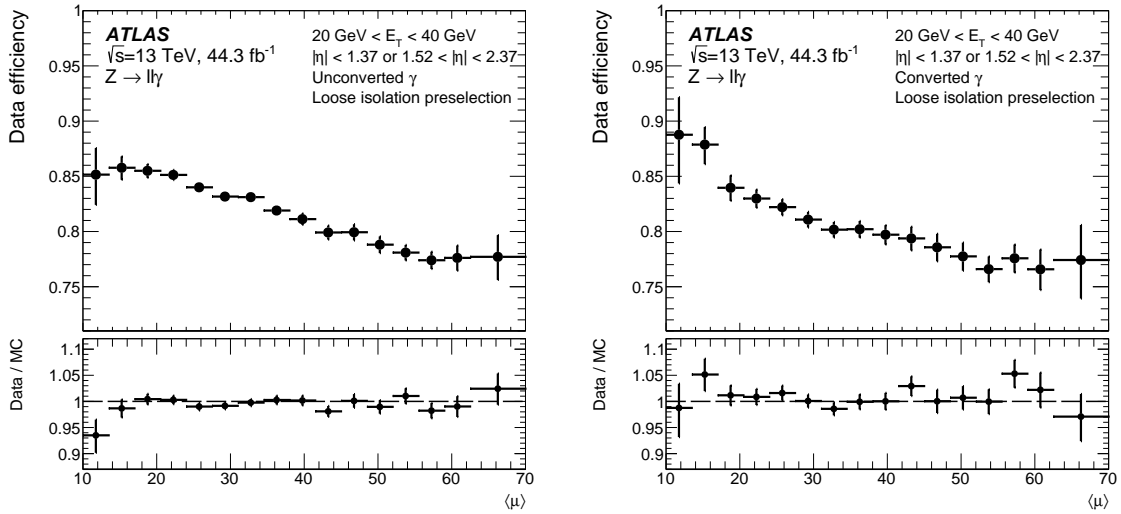 Data efficiency
1
0.95
0.9
0.85
0.8
0.75
ATLAS
√s=13 TeV, 44.3 fb⁻¹
Z → llγ
20 GeV < E_T < 40 GeV
|η| < 1.37 or 1.52 < |η| < 2.37
Unconverted γ
Loose isolation preselection
Data / MC
1.1
1.05
1
0.95
0.9
10 20 30 40 50 60 70
⟨μ⟩
Data efficiency
1
0.95
0.9
0.85
0.8
0.75
ATLAS
√s=13 TeV, 44.3 fb⁻¹
Z → llγ
20 GeV < E_T < 40 GeV
|η| < 1.37 or 1.52 < |η| < 2.37
Converted γ
Loose isolation preselection
Data / MC
1.1
1.05
1
0.95
0.9
10 20 30 40 50 60 70
⟨μ⟩